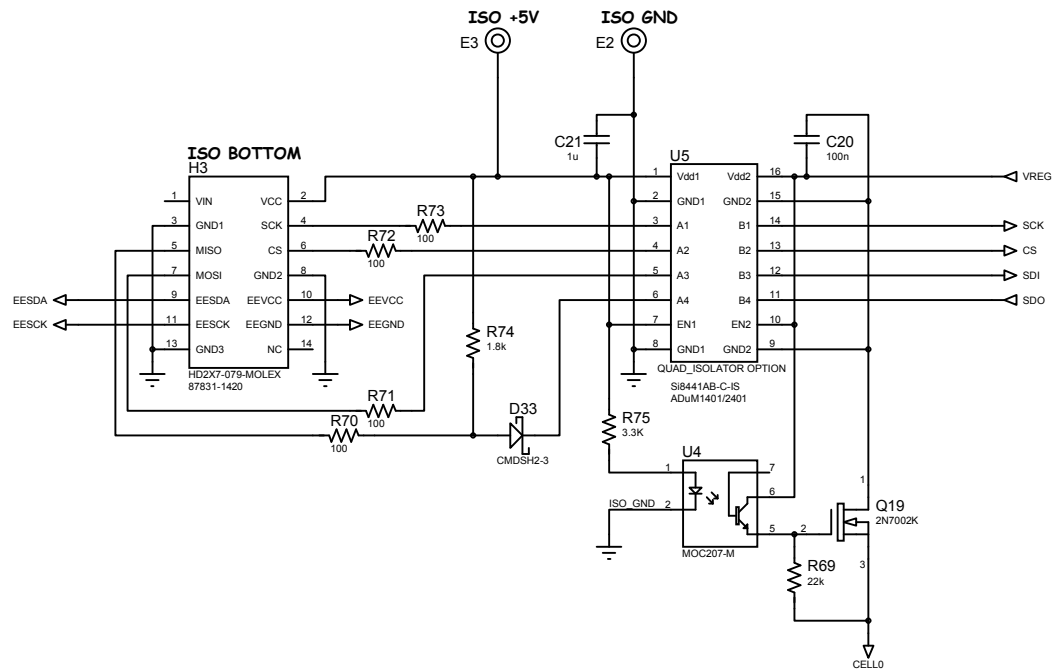 ISO +5V
ISO GND
E3
E2
C21
1u
U5
C20
100n
ISO BOTTOM
H3
1 VIN VCC 2
3 GND1 SCK 4
5 MISO CS 6
7 MOSI GND2 8
9 EESDA EEVCC 10
11 EESCK EEGND 12
13 GND3 NC 14
HD2X7-079-MOLEX
87831-1420
EESDA
EESCK
EEVCC
EEGND
R73
100
R72
100
R74
1.8k
R71
100
R70
100
D33
CMDSH2-3
1 Vdd1 Vdd2 16
2 GND1 GND2 15
3 A1 B1 14
4 A2 B2 13
5 A3 B3 12
6 A4 B4 11
7 EN1 EN2 10
8 GND1 GND2 9
QUAD_ISOLATOR OPTION
Si8441AB-C-IS
ADuM1401/2401
VREG
SCK
CS
SDI
SDO
R75
3.3K
U4
1
7
ISO_GND 2
6
5
MOC207-M
1
2
3
Q19
2N7002K
R69
22k
CELL0